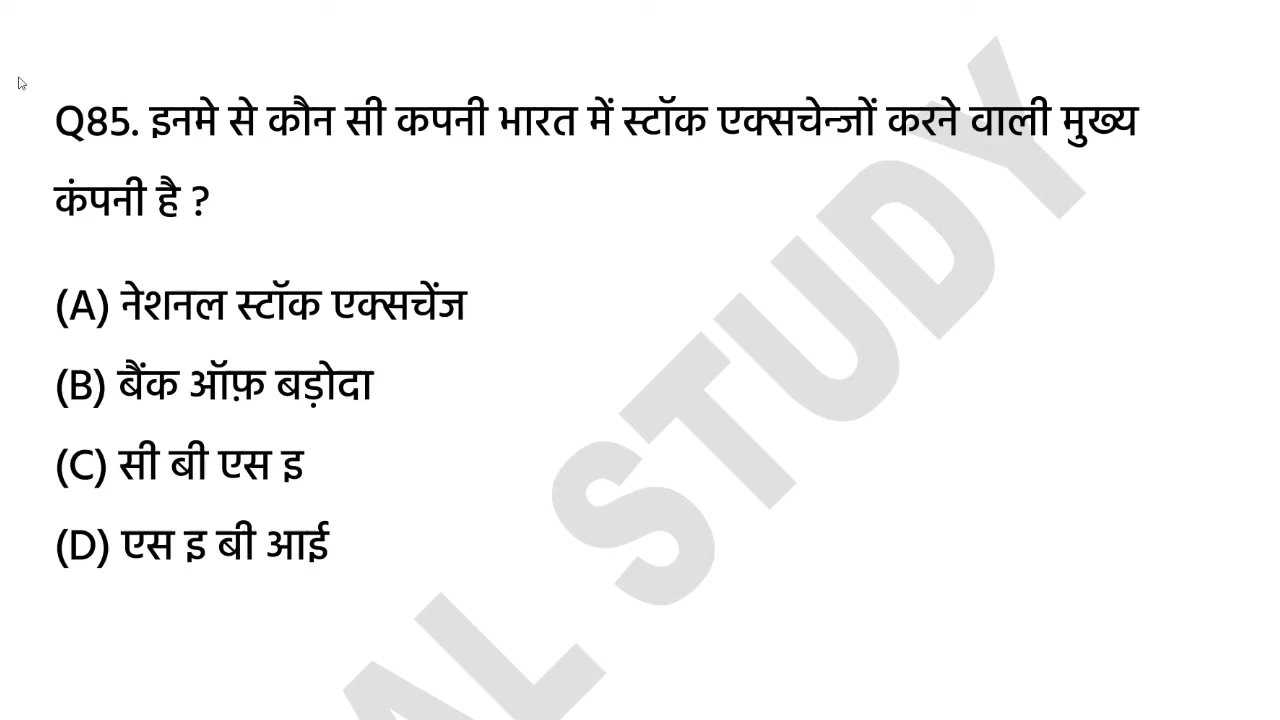 Q85. इनमे से कौन सी कपनी भारत में स्टॉक एक्सचेन्जों करने वाली मुख्य
कंपनी है ?
(A) नेशनल स्टॉक एक्सचेंज
(B) बैंक ऑफ़ बड़ोदा
(C) सी बी एस इ
(D) एस इ बी आई
AL STUDY